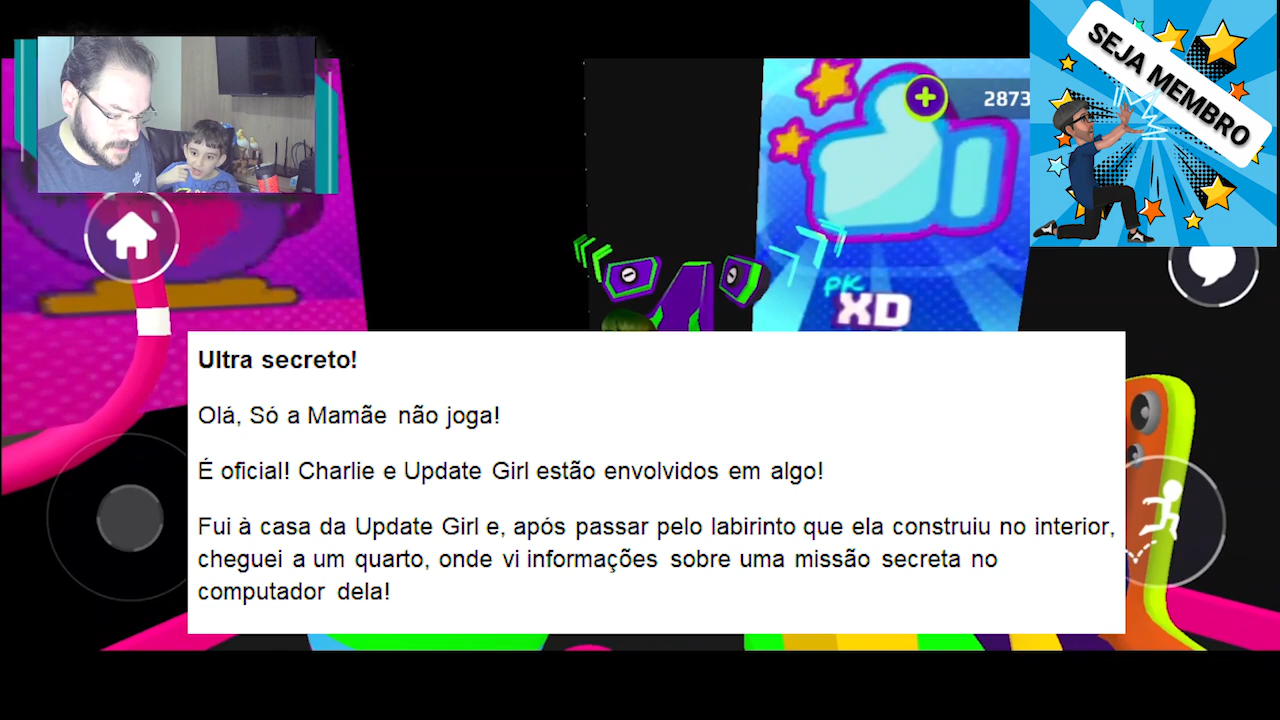 SEJA MEMBRO
2873
PK
XD
Ultra secreto!
Olá, Só a Mamãe não joga!
É oficial! Charlie e Update Girl estão envolvidos em algo!
Fui à casa da Update Girl e, após passar pelo labirinto que ela construiu no interior,
cheguei a um quarto, onde vi informações sobre uma missão secreta no
computador dela!